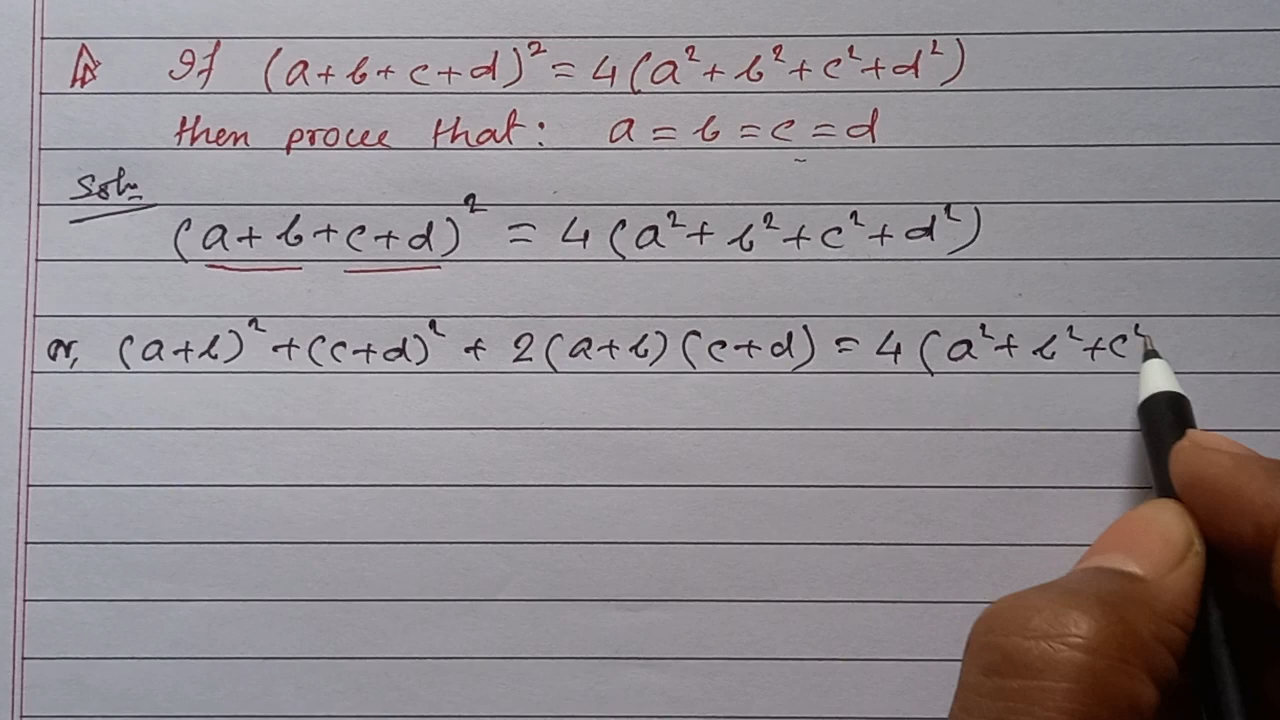 If (a+b+c+d)² = 4(a²+b²+c²+d²)
then prove that: a = b = c = d
Soln
(a+b+c+d)² = 4(a²+b²+c²+d²)
or, (a+b)²+(c+d)² + 2(a+b)(c+d) = 4(a²+b²+c²